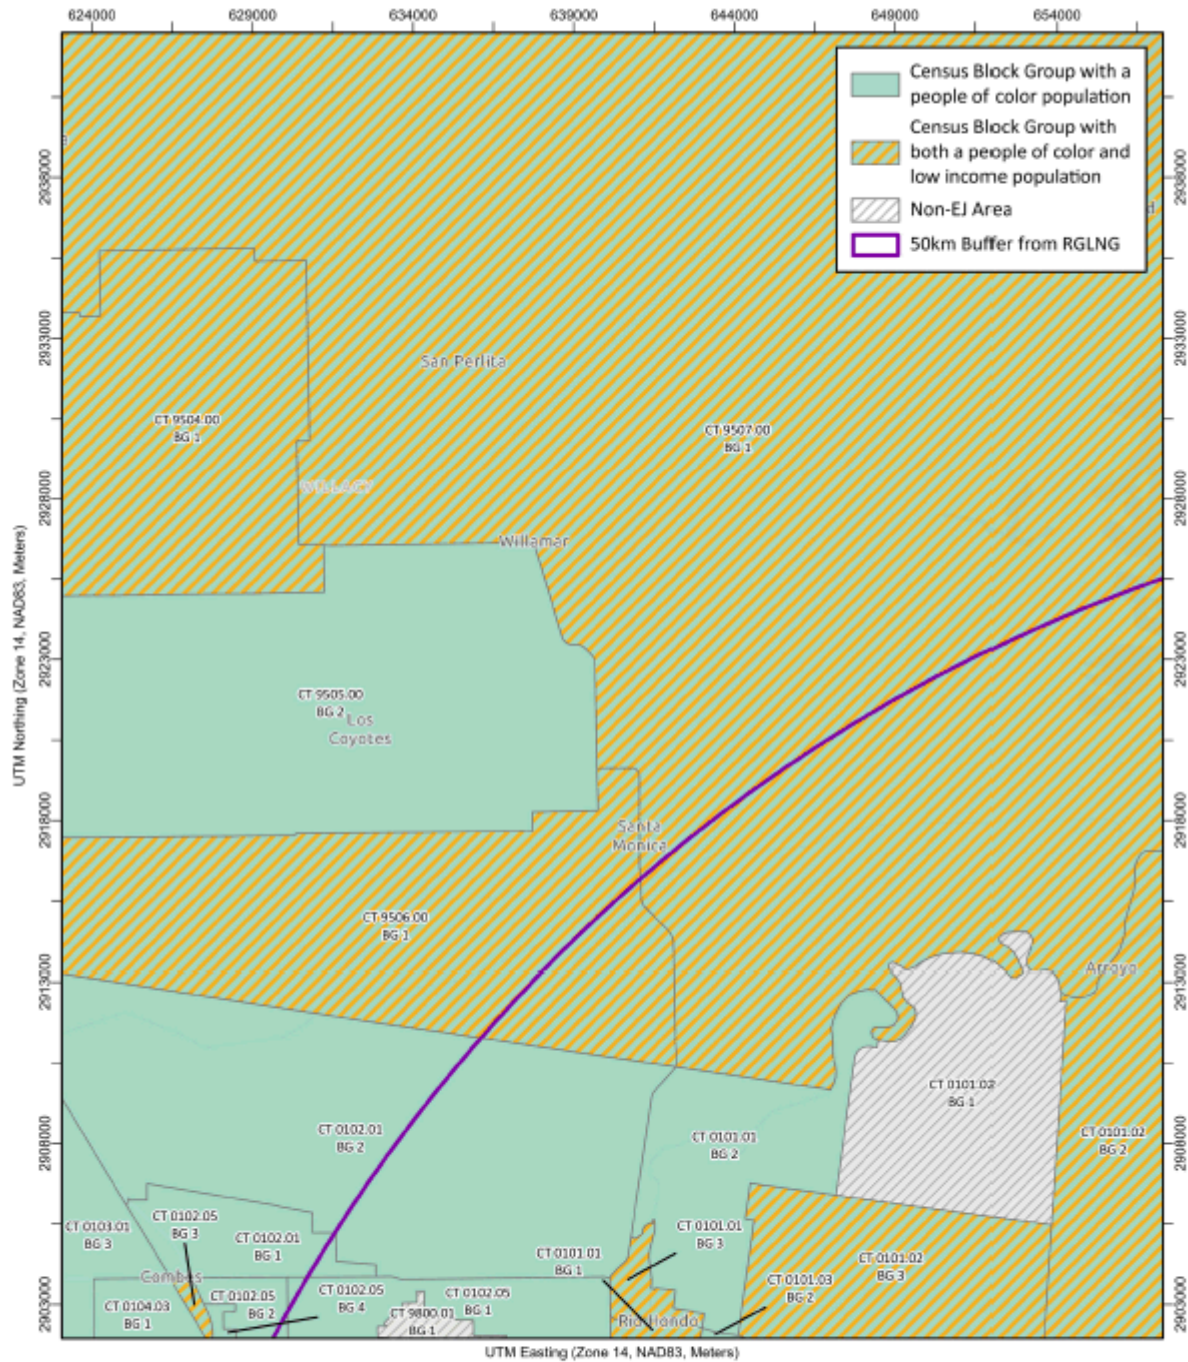 624000 629000 634000 639000 644000 649000 654000
Census Block Group with a
people of color population
Census Block Group with
both a people of color and
low income population
Non-EJ Area
50km Buffer from RGLNG
2938000
2938000
2933000
2933000
San Perlita
CT 9504.00
BG 1
CT 9507.00
BG 1
WILLACY
2928000
2928000
Willamar
UTM Northing (Zone 14, NAD83, Meters)
2923000
2923000
CT 9505.00
BG 2
Los
Coyotes
2918000
2918000
Santa
Monica
CT 9506.00
BG 1
Arroyo
2913000
2913000
CT 0101.02
BG 1
CT 0102.01
BG 2
CT 0101.01
BG 2
CT 0101.02
BG 2
2908000
2908000
CT 0103.01
BG 3
CT 0102.05
BG 3
CT 0102.01
BG 1
CT 0101.01
BG 3
CT 0101.01
BG 1
CT 0101.02
BG 3
Combes
CT 0101.03
BG 2
CT 0104.03
BG 1
CT 0102.05
BG 2
CT 0102.05
BG 4
CT 0102.05
BG 1
CT 9800.01
BG 1
Rio Hondo
2903000
2903000
UTM Easting (Zone 14, NAD83, Meters)